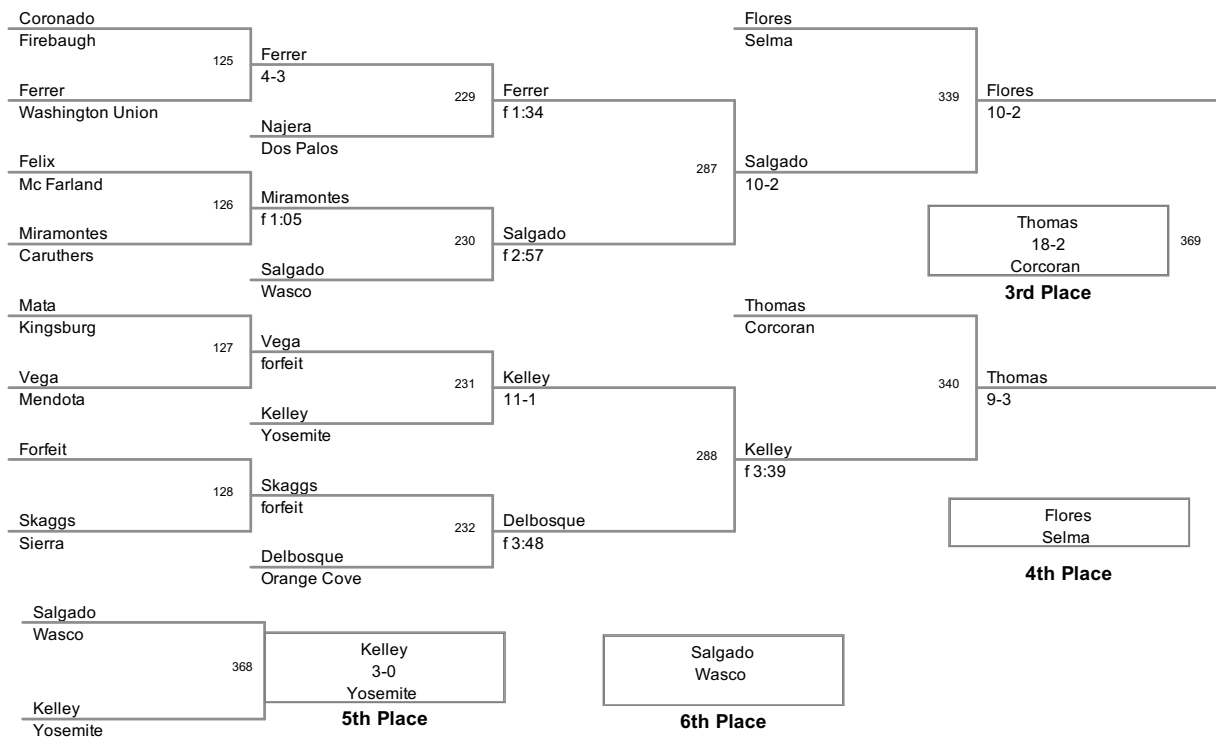 Coronado
Firebaugh
125
Ferrer
Washington Union
Ferrer
4-3
229
Najera
Dos Palos
Ferrer
f 1:34
Felix
Mc Farland
126
Miramontes
Caruthers
Miramontes
f 1:05
230
Salgado
Wasco
Salgado
f 2:57
287
Salgado
10-2
Flores
Selma
339
Flores
10-2
Thomas
18-2
Corcoran
369
3rd Place
Mata
Kingsburg
127
Vega
Mendota
Vega
forfeit
231
Kelley
Yosemite
Kelley
11-1
Forfeit
128
Skaggs
Sierra
Skaggs
forfeit
232
Delbosque
Orange Cove
Delbosque
f 3:48
288
Kelley
f 3:39
Thomas
Corcoran
340
Thomas
9-3
Flores
Selma
4th Place
Salgado
Wasco
368
Kelley
Yosemite
Kelley
3-0
Yosemite
5th Place
Salgado
Wasco
6th Place